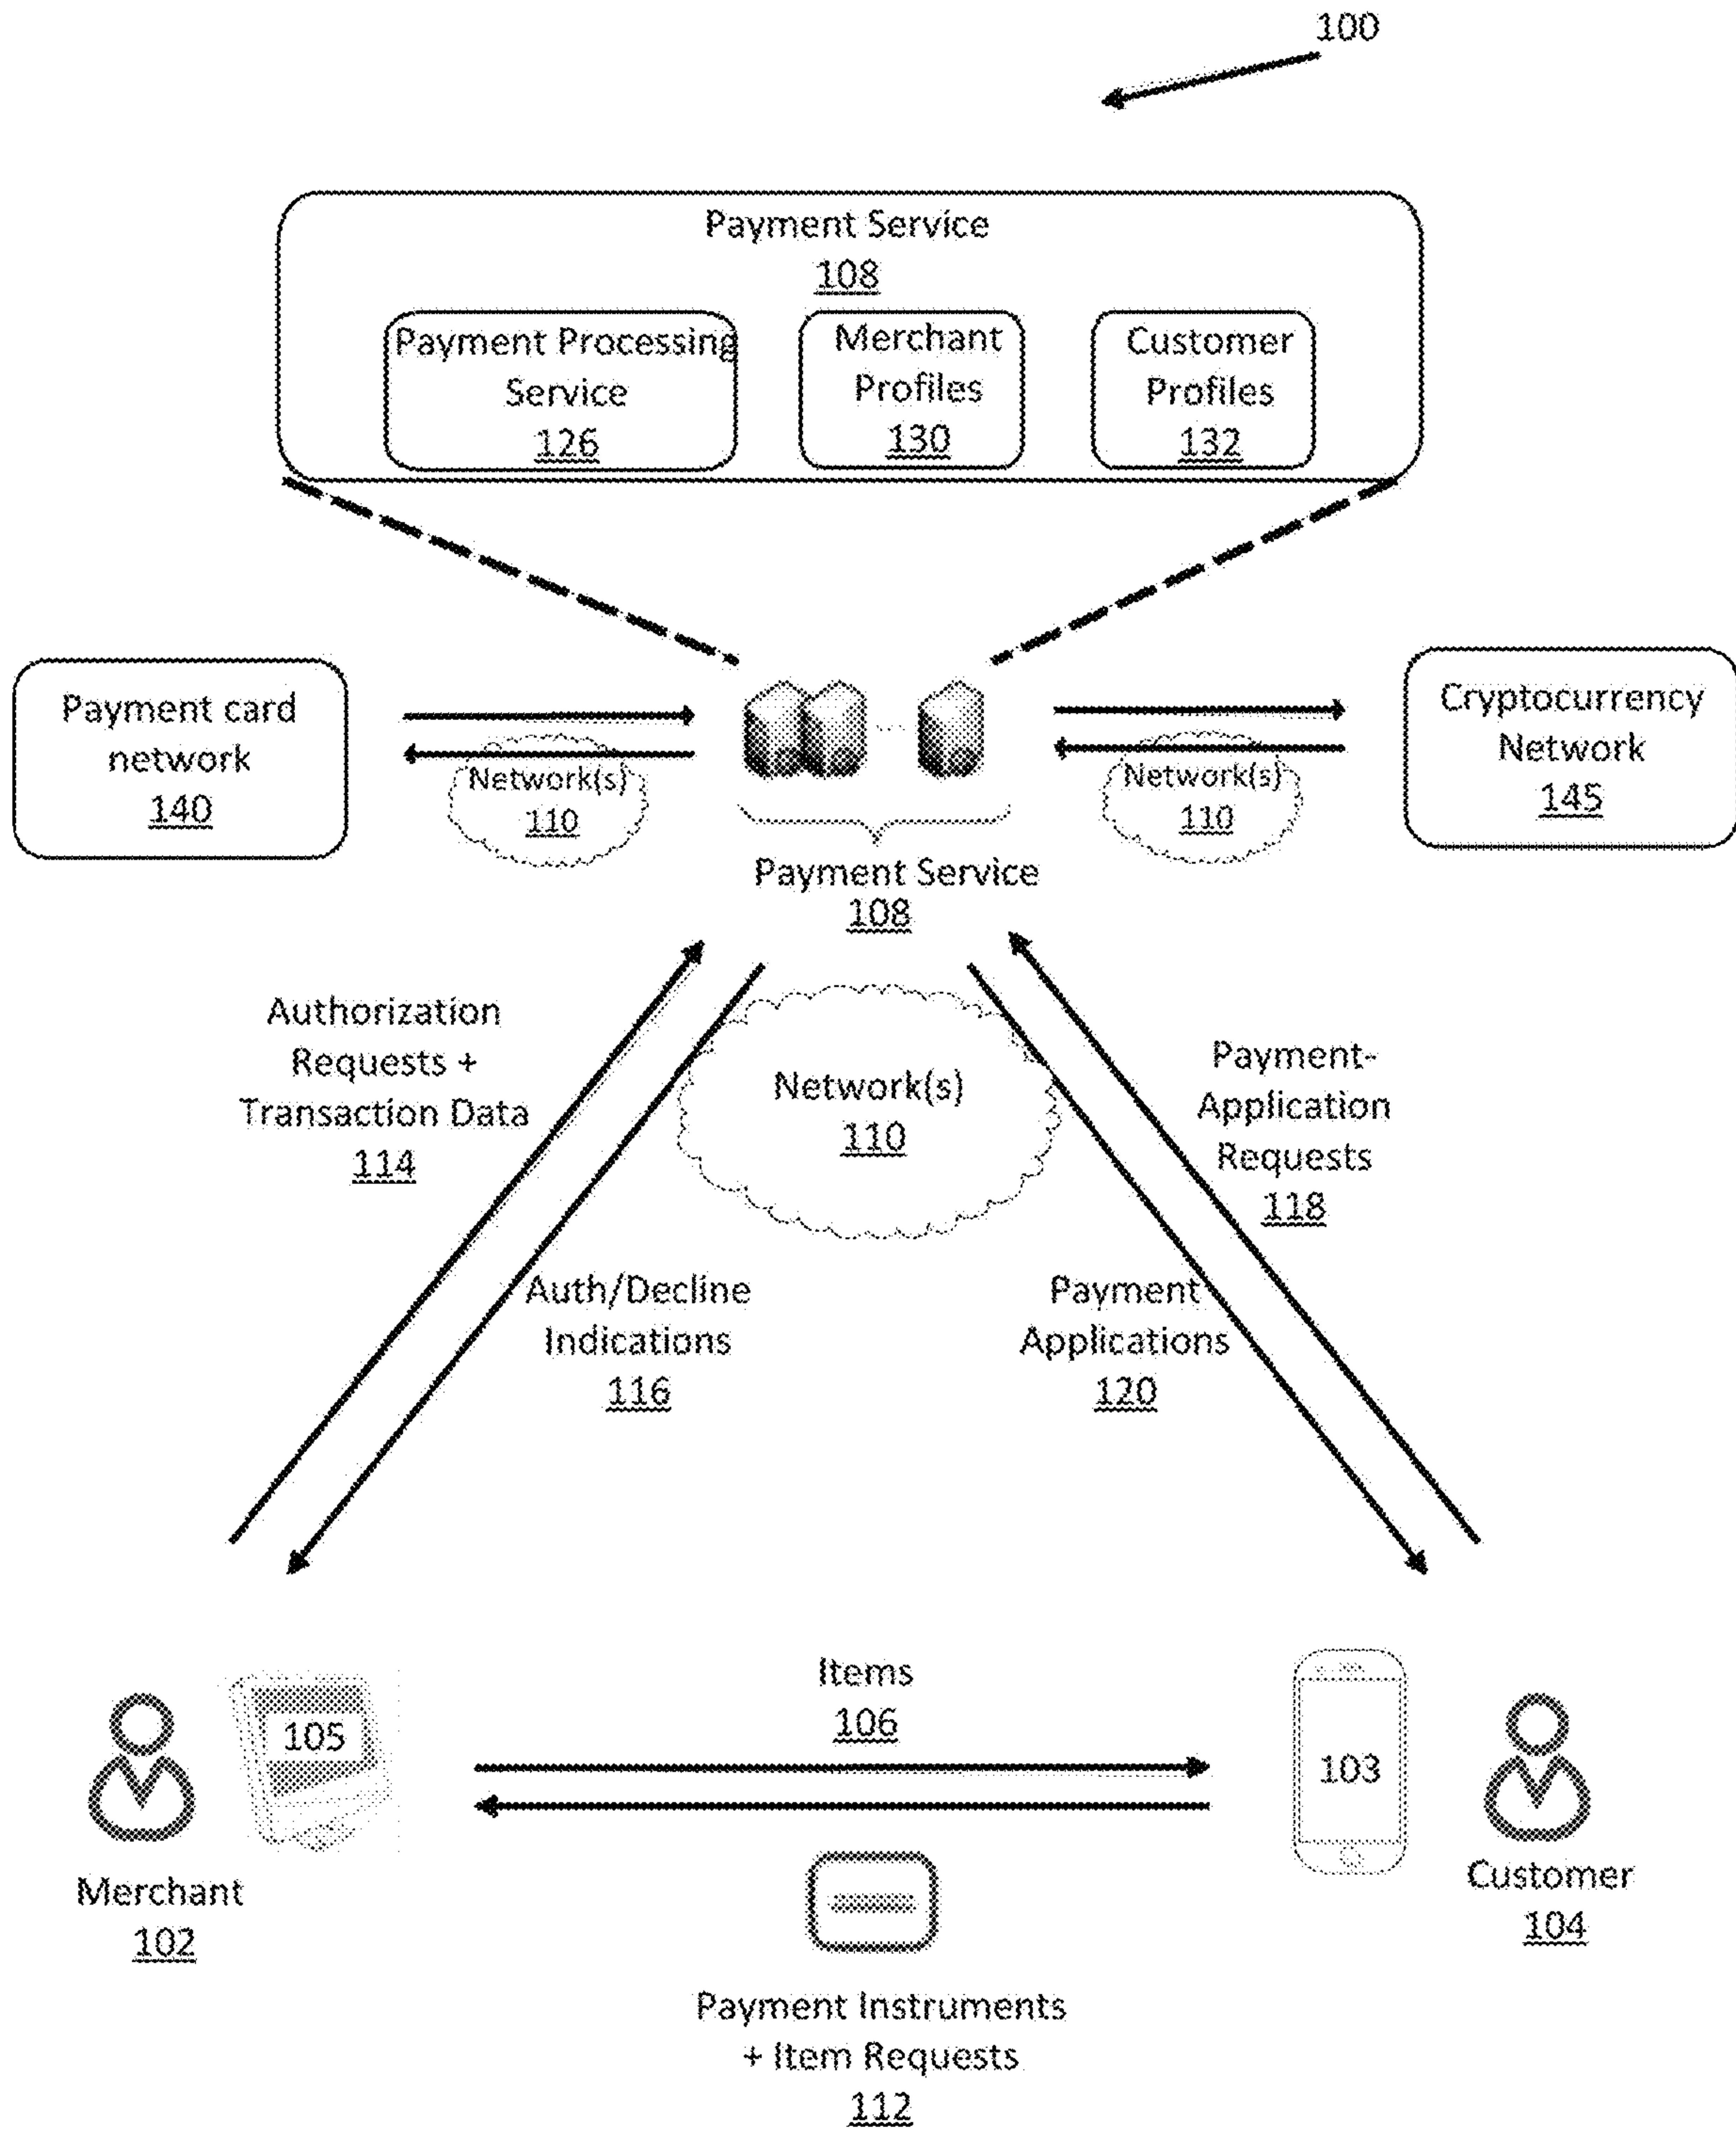 100
Payment Service
108
Payment Processing
Service
126
Merchant
Profiles
130
Customer
Profiles
132
Payment card
network
140
Network(s)
110
Payment Service
108
Network(s)
110
Cryptocurrency
Network
145
Authorization
Requests +
Transaction Data
114
Network(s)
110
Payment-
Application
Requests
118
Auth/Decline
Indications
116
Payment
Applications
120
Items
106
105
103
Merchant
102
Customer
104
Payment Instruments
+ Item Requests
112